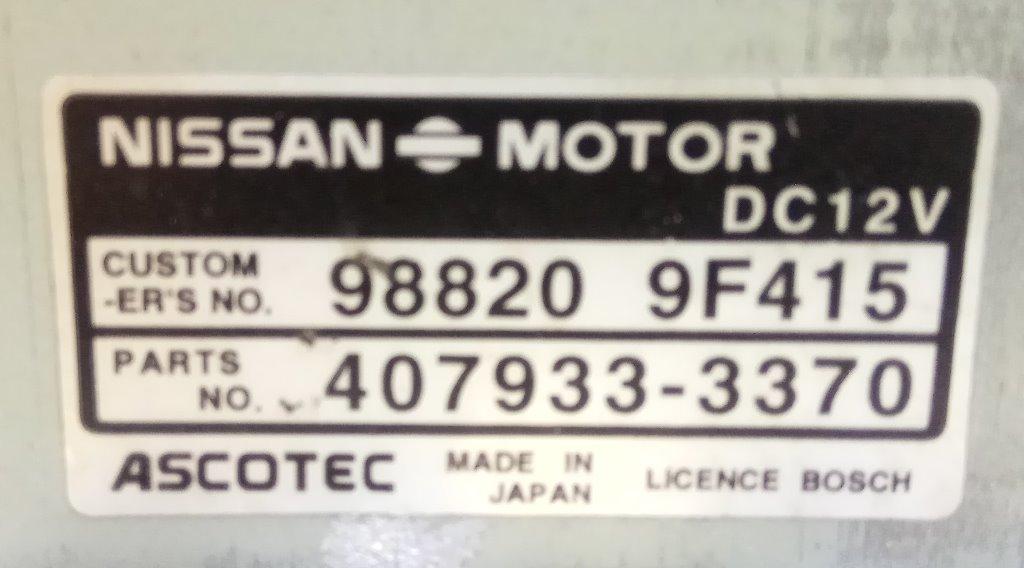 NISSAN MOTOR
DC12V
CUSTOM
-ER'S NO. 98820 9F415
PARTS
NO. 407933-3370
ASCOTEC MADE IN
JAPAN LICENCE BOSCH